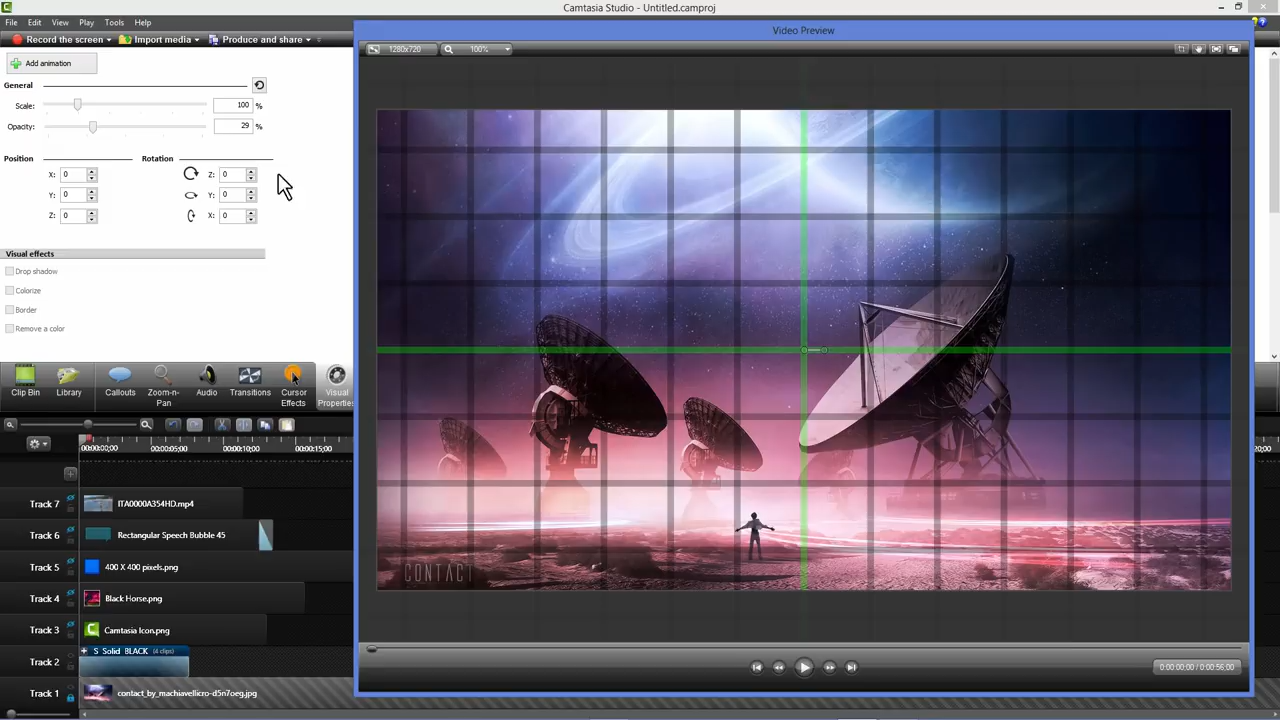 Camtasia Studio - Untitled.camproj
File Edit View Play Tools Help
Record the screen Import media Produce and share
Video Preview
1280x720 100%
Add animation
General
Scale: 100 %
Opacity: 29 %
Position Rotation
X: 0 Z: 0
Y: 0 Y: 0
Z: 0 X: 0
Visual effects
Drop shadow
Colorize
Border
Remove a color
Clip Bin Library Callouts Zoom-n-Pan Audio Transitions Cursor Effects Visual Properties
00:00:00;00 00:00:05;00 00:00:10;00 00:00:15;00
Track 7 ITA0000A354HD.mp4
Track 6 Rectangular Speech Bubble 45
Track 5 400 X 400 pixels.png
Track 4 Black Horse.png
Track 3 Camtasia Icon.png
Track 2 S Solid BLACK (4 clips)
Track 1 contact_by_machiavellicro-d5n7oeg.jpg
CONTACT
0:00:00;00 / 0:00:56;00